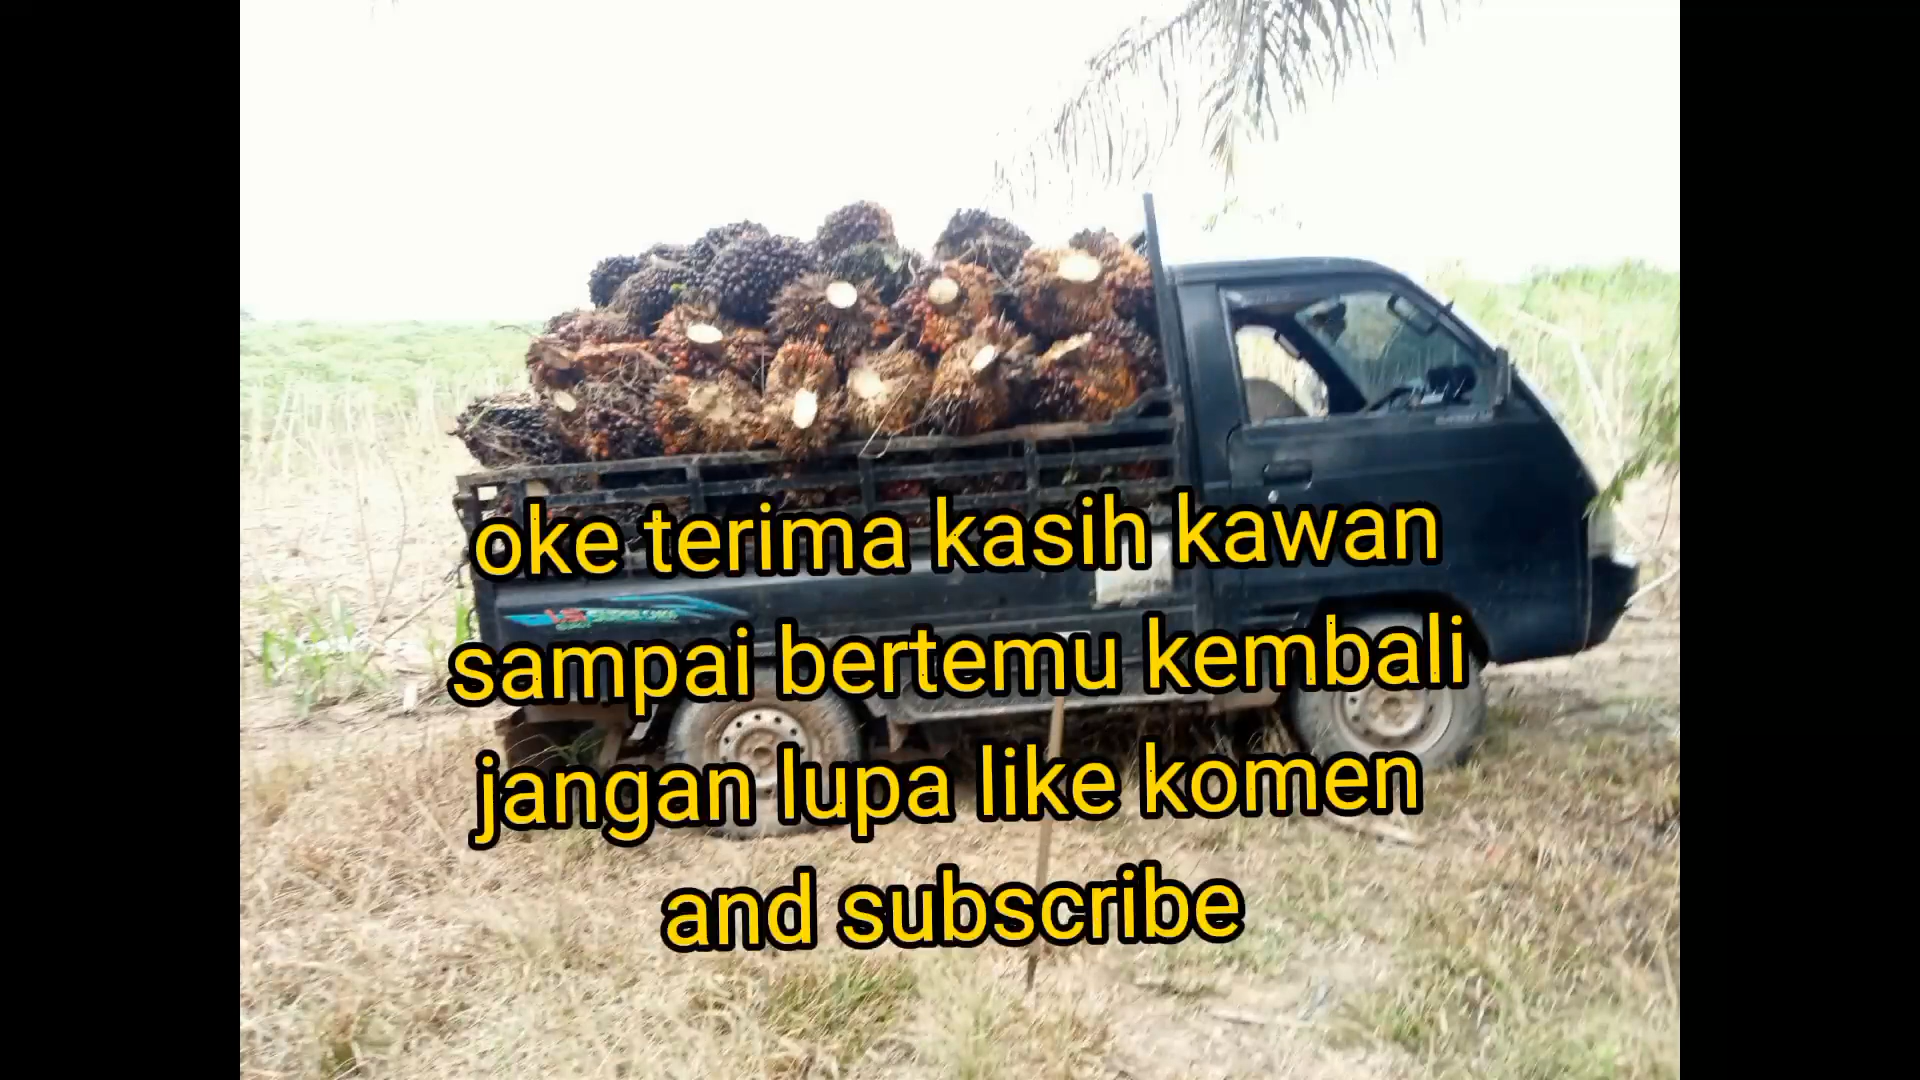 oke terima kasih kawan
sampai bertemu kembali
jangan lupa like komen
and subscribe